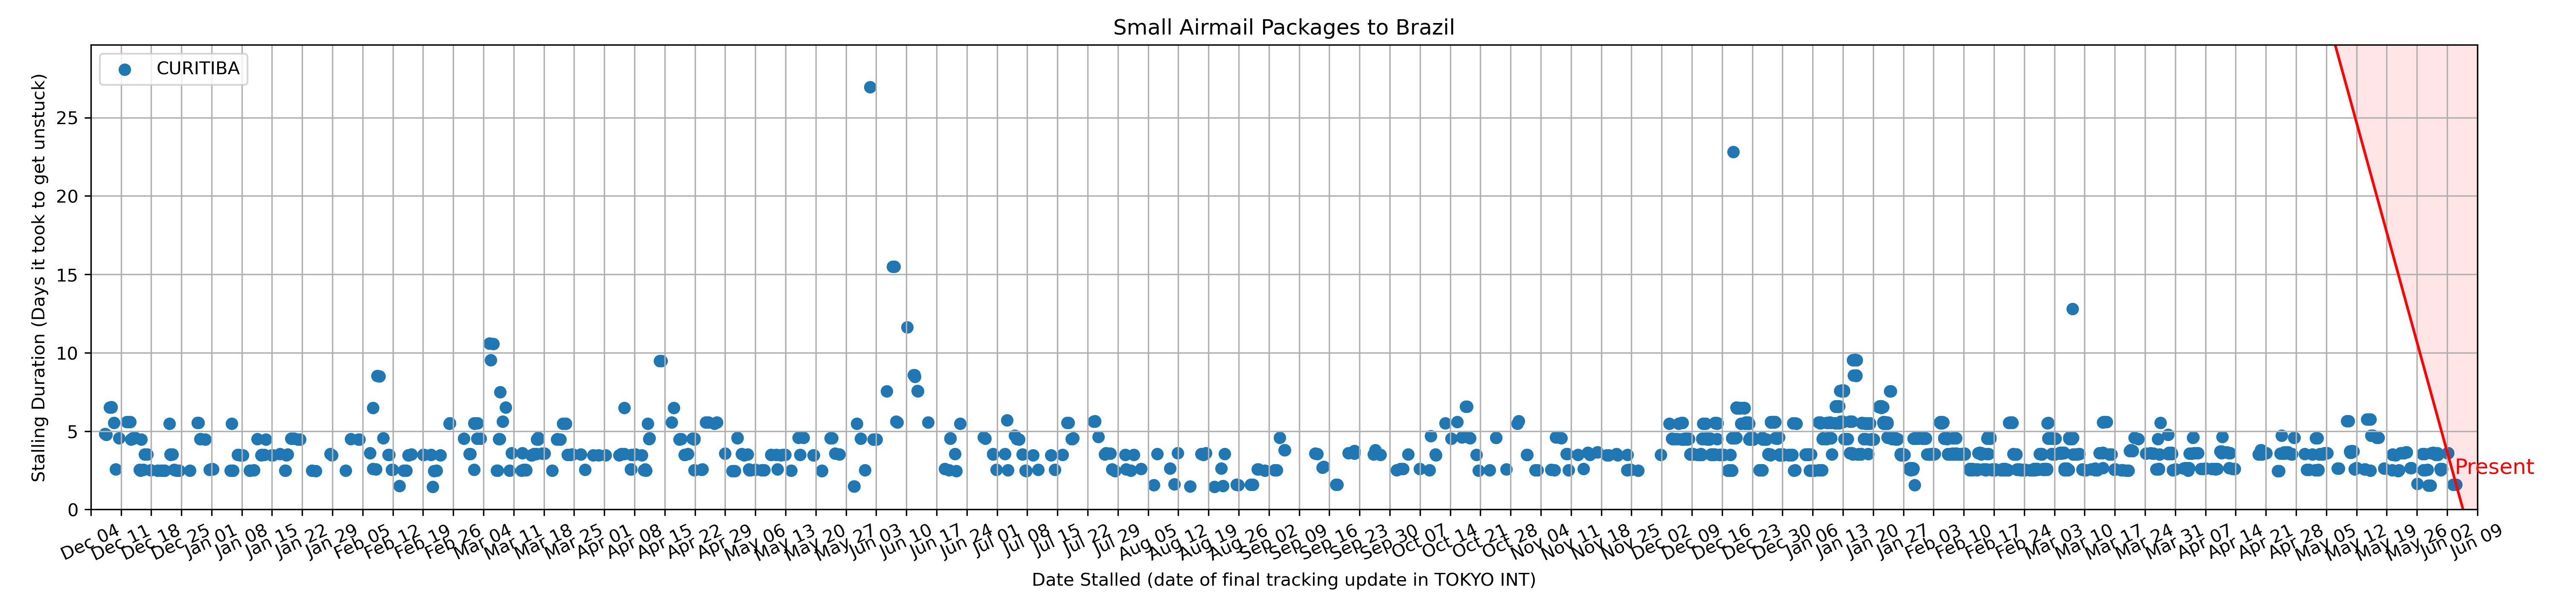 Small Airmail Packages to Brazil
CURITIBA
Stalling Duration (Days it took to get unstuck)
25
20
15
10
5
0
Present
Dec 04 Dec 11 Dec 18 Dec 25 Jan 01 Jan 08 Jan 15 Jan 22 Jan 29 Feb 05 Feb 12 Feb 19 Feb 26 Mar 04 Mar 11 Mar 18 Mar 25 Apr 01 Apr 08 Apr 15 Apr 22 Apr 29 May 06 May 13 May 20 May 27 Jun 03 Jun 10 Jun 17 Jun 24 Jul 01 Jul 08 Jul 15 Jul 22 Jul 29 Aug 05 Aug 12 Aug 19 Aug 26 Sep 02 Sep 09 Sep 16 Sep 23 Sep 30 Oct 07 Oct 14 Oct 21 Oct 28 Nov 04 Nov 11 Nov 18 Nov 25 Dec 02 Dec 09 Dec 16 Dec 23 Dec 30 Jan 06 Jan 13 Jan 20 Jan 27 Feb 03 Feb 10 Feb 17 Feb 24 Mar 03 Mar 10 Mar 17 Mar 24 Mar 31 Apr 07 Apr 14 Apr 21 Apr 28 May 05 May 12 May 19 May 26 Jun 02 Jun 09
Date Stalled (date of final tracking update in TOKYO INT)